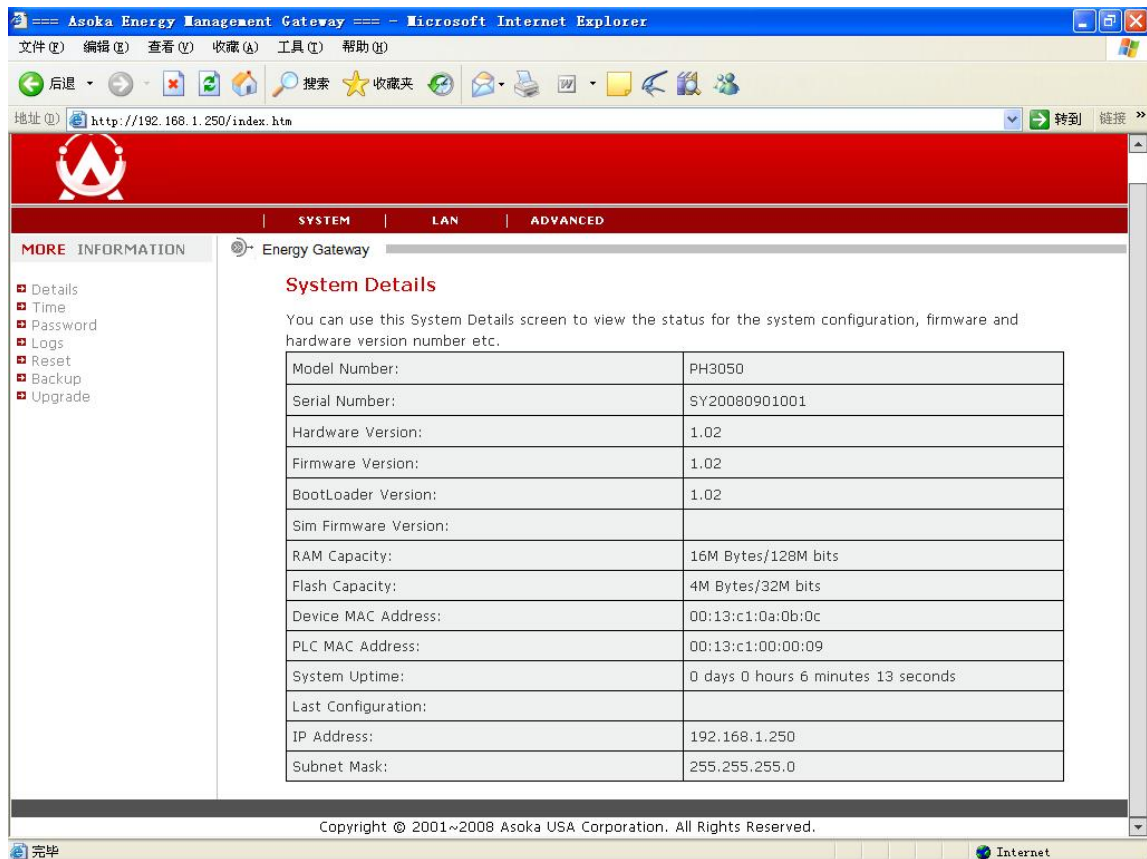 === Asoka Energy Management Gateway === - Microsoft Internet Explorer
文件(F) 编辑(E) 查看(V) 收藏(A) 工具(T) 帮助(H)
后退 搜索 收藏夹
地址(D) http://192.168.1.250/index.htm 转到 链接 »
| SYSTEM | LAN | ADVANCED
MORE INFORMATION
Details
Time
Password
Logs
Reset
Backup
Upgrade
Energy Gateway
System Details
You can use this System Details screen to view the status for the system configuration, firmware and
hardware version number etc.
Model Number: PH3050
Serial Number: SY20080901001
Hardware Version: 1.02
Firmware Version: 1.02
BootLoader Version: 1.02
Sim Firmware Version:
RAM Capacity: 16M Bytes/128M bits
Flash Capacity: 4M Bytes/32M bits
Device MAC Address: 00:13:c1:0a:0b:0c
PLC MAC Address: 00:13:c1:00:00:09
System Uptime: 0 days 0 hours 6 minutes 13 seconds
Last Configuration:
IP Address: 192.168.1.250
Subnet Mask: 255.255.255.0
Copyright © 2001~2008 Asoka USA Corporation. All Rights Reserved.
完毕 Internet